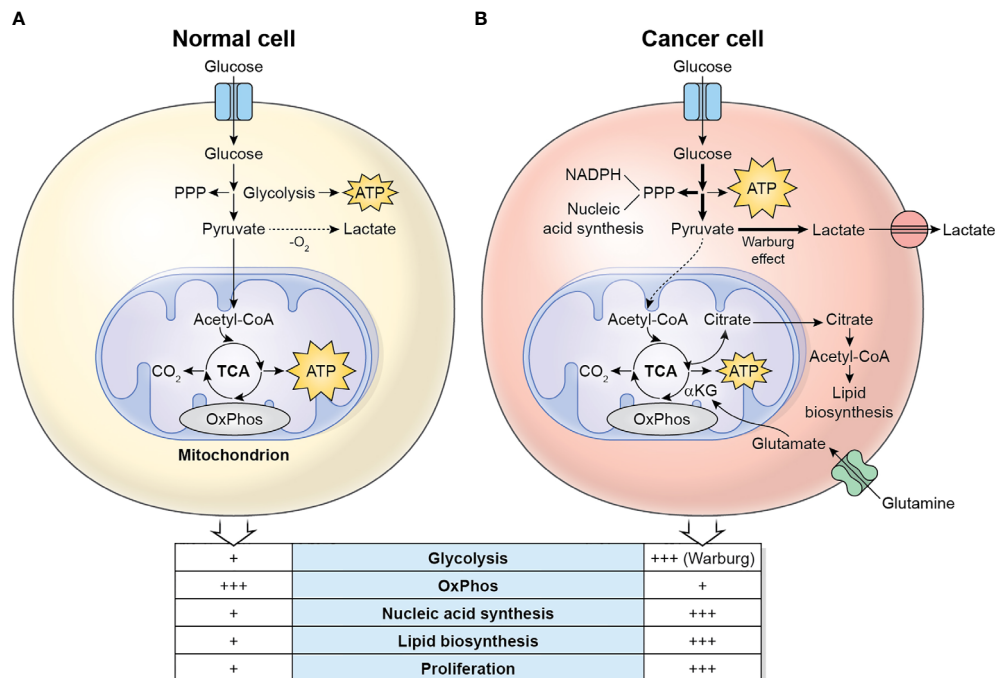 A
Normal cell
Glucose
Glucose
PPP
Glycolysis
ATP
Pyruvate
-O₂
Lactate
Acetyl-CoA
CO₂
TCA
ATP
OxPhos
Mitochondrion
B
Cancer cell
Glucose
Glucose
NADPH
PPP
ATP
Nucleic
acid synthesis
Pyruvate
Warburg
effect
Lactate
Lactate
Acetyl-CoA
Citrate
Citrate
Acetyl-CoA
Lipid
biosynthesis
CO₂
TCA
ATP
αKG
OxPhos
Glutamate
Glutamine
+ Glycolysis +++ (Warburg)
+++ OxPhos +
+ Nucleic acid synthesis +++
+ Lipid biosynthesis +++
+ Proliferation +++